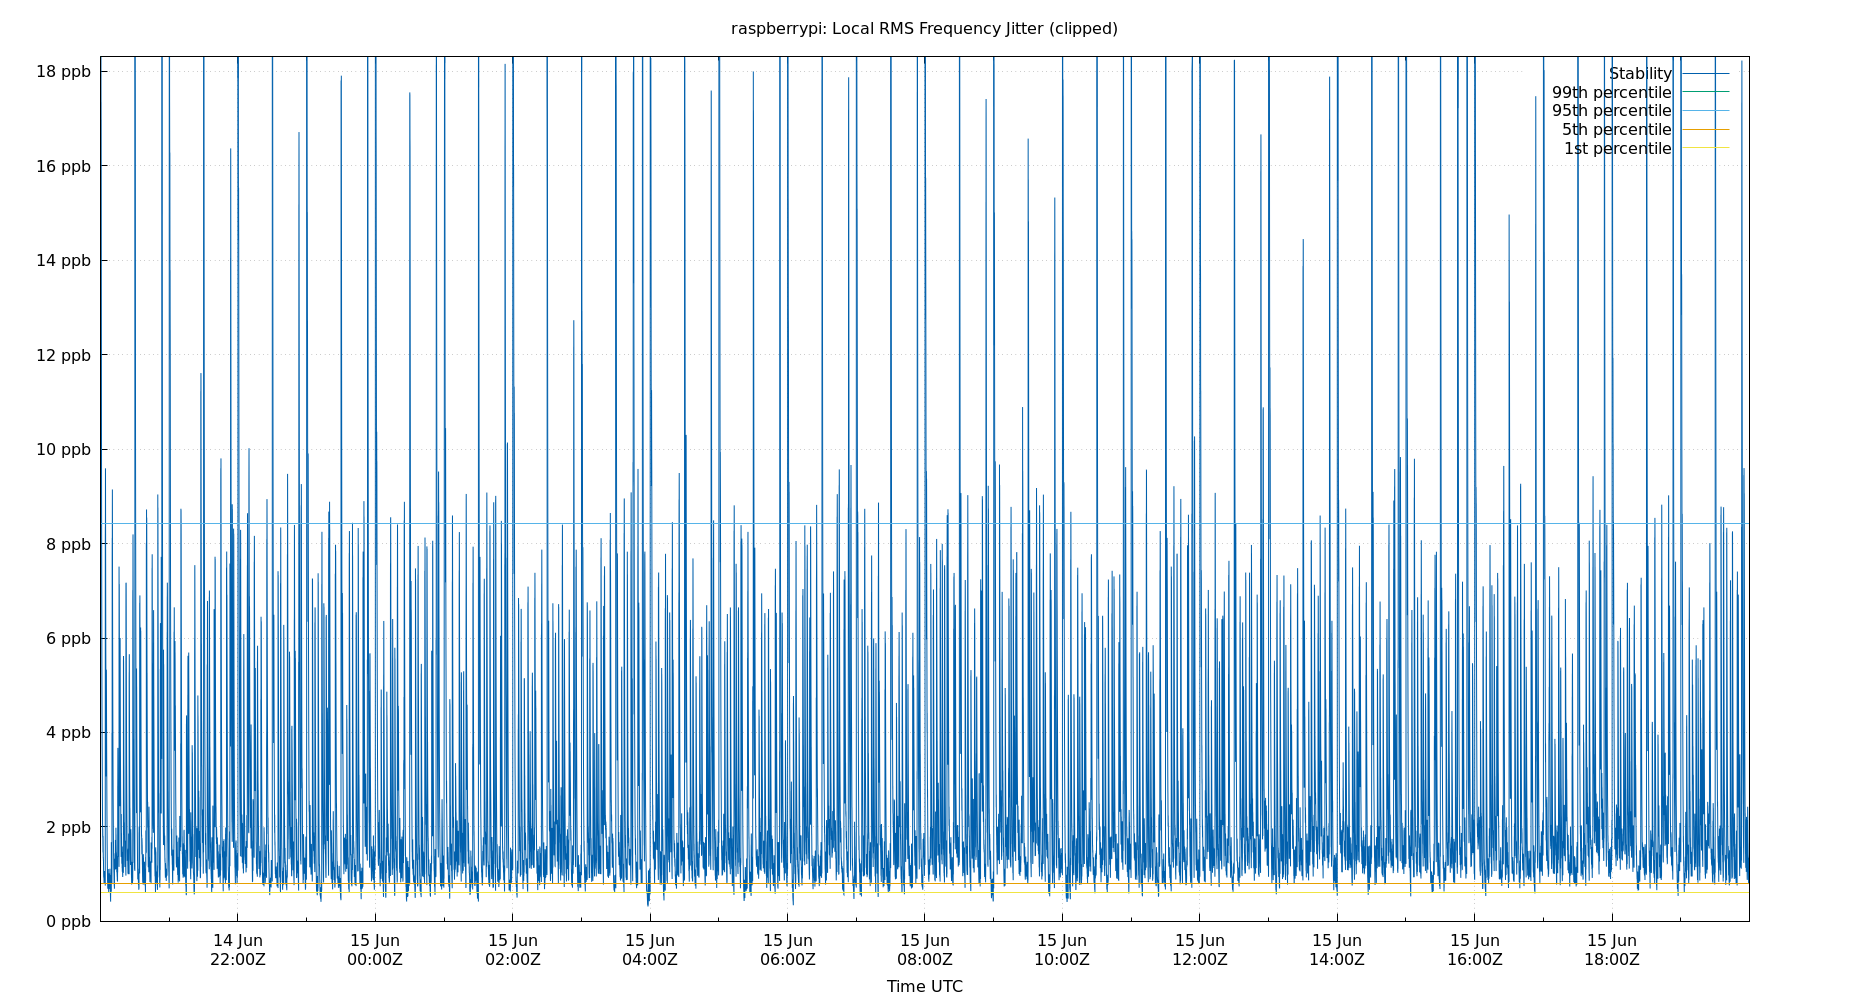 raspberrypi: Local RMS Frequency Jitter (clipped)
18 ppb
16 ppb
14 ppb
12 ppb
10 ppb
8 ppb
6 ppb
4 ppb
2 ppb
0 ppb
Stability
99th percentile
95th percentile
5th percentile
1st percentile
14 Jun 15 Jun 15 Jun 15 Jun 15 Jun 15 Jun 15 Jun 15 Jun 15 Jun 15 Jun 15 Jun
22:00Z 00:00Z 02:00Z 04:00Z 06:00Z 08:00Z 10:00Z 12:00Z 14:00Z 16:00Z 18:00Z
Time UTC